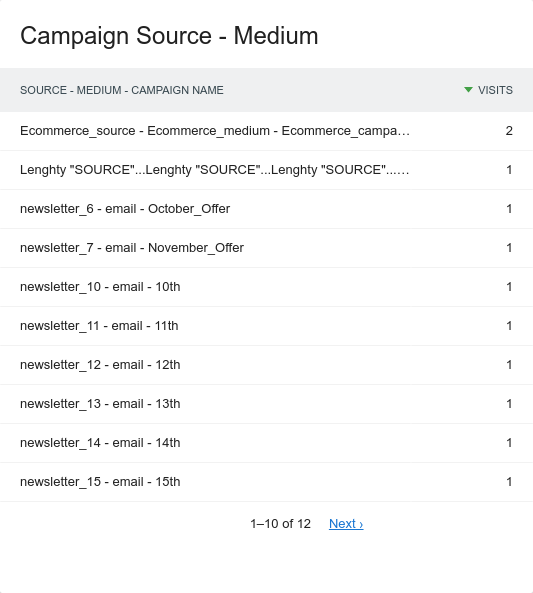 Campaign Source - Medium
SOURCE - MEDIUM - CAMPAIGN NAME VISITS
Ecommerce_source - Ecommerce_medium - Ecommerce_campa… 2
Lenghty "SOURCE"...Lenghty "SOURCE"...Lenghty "SOURCE"...… 1
newsletter_6 - email - October_Offer 1
newsletter_7 - email - November_Offer 1
newsletter_10 - email - 10th 1
newsletter_11 - email - 11th 1
newsletter_12 - email - 12th 1
newsletter_13 - email - 13th 1
newsletter_14 - email - 14th 1
newsletter_15 - email - 15th 1
1–10 of 12 Next ›